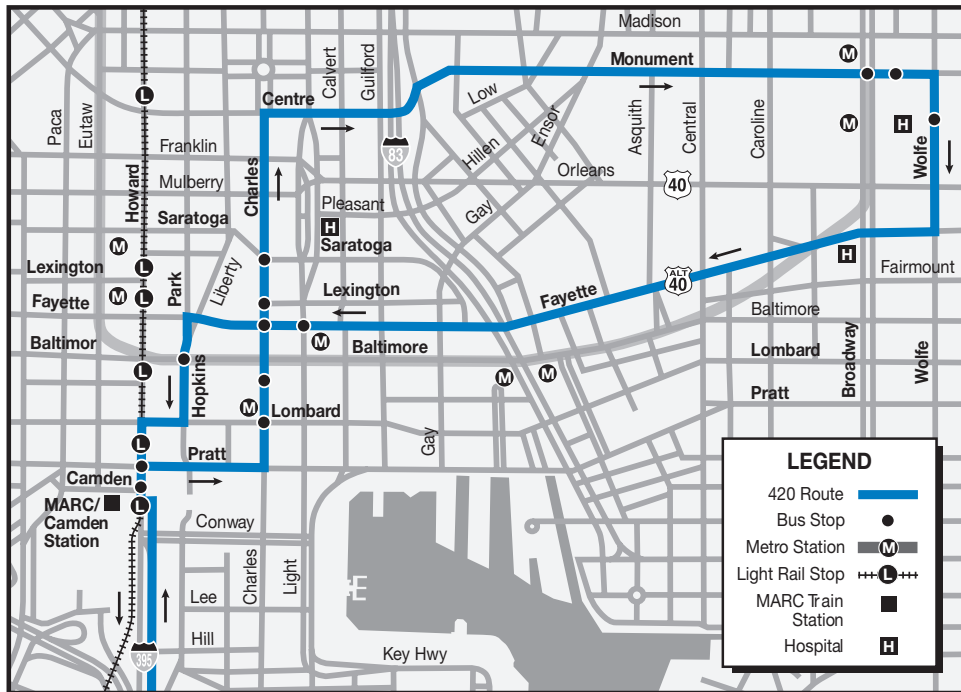 Madison
Monument
M
Calvert
Guilford
Centre
L
Low
Paca
Eutaw
Ensor
Asquith
Central
Caroline
M
H
83
Hillen
Franklin
Orleans
Wolfe
Mulberry
40
Howard
Charles
Pleasant
H
Gay
Saratoga
Saratoga
M
L
Lexington
Park
Liberty
Lexington
ALT
40
H
Fairmount
Fayette
M
L
Fayette
Baltimore
Baltimor
M
Baltimore
Lombard
L
Hopkins
M
M
Broadway
Wolfe
Pratt
M
Lombard
Gay
L
Pratt
Camden
MARC/
Camden
Station
L
Conway
Charles
Light
Lee
E
Hill
395
Key Hwy
LEGEND
420 Route
Bus Stop
Metro Station
M
Light Rail Stop
L
MARC Train
Station
Hospital
H